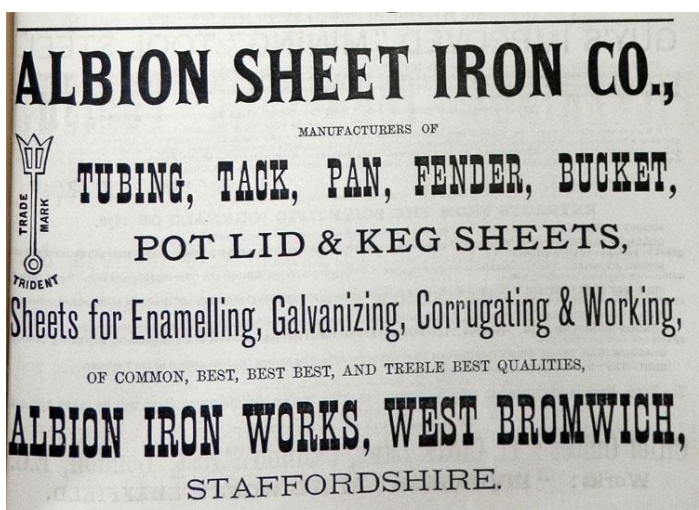 ALBION SHEET IRON CO.,
MANUFACTURERS OF
TUBING, TACK, PAN, FENDER, BUCKET,
POT LID & KEG SHEETS,
TRADE MARK
TRIDENT
Sheets for Enamelling, Galvanizing, Corrugating & Working,
OF COMMON, BEST, BEST BEST, AND TREBLE BEST QUALITIES,
ALBION IRON WORKS, WEST BROMWICH,
STAFFORDSHIRE.